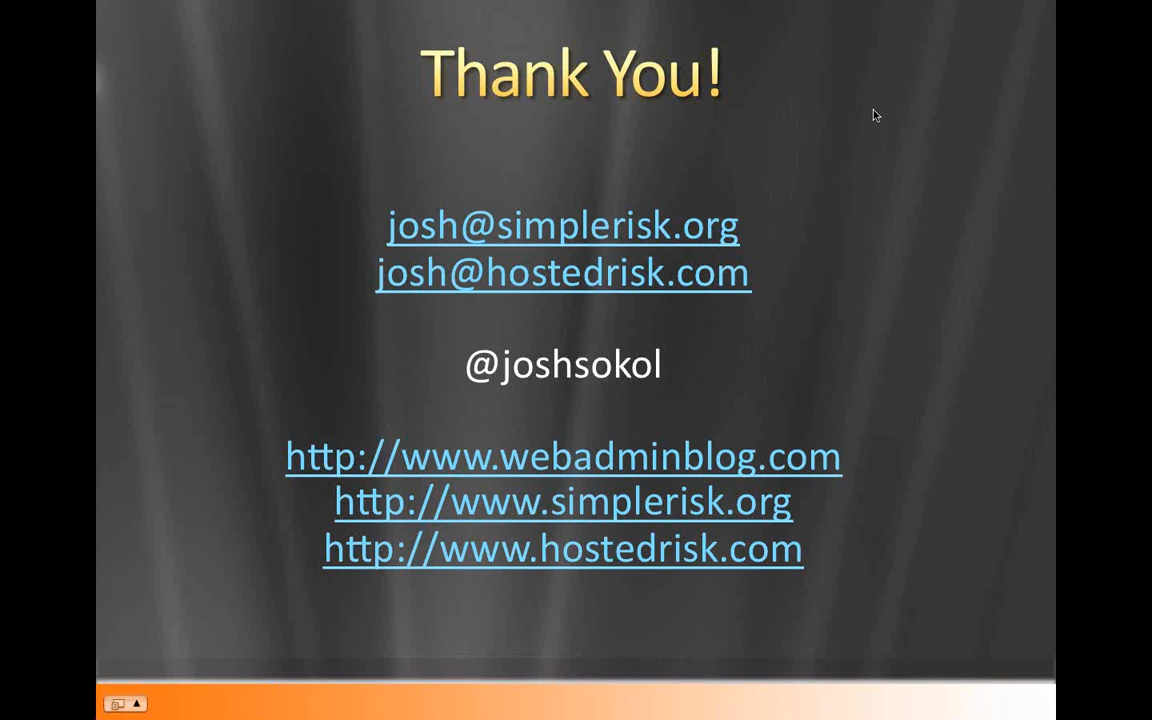 Thank You!
josh@simplerisk.org
josh@hostedrisk.com
@joshsokol
http://www.webadminblog.com
http://www.simplerisk.org
http://www.hostedrisk.com